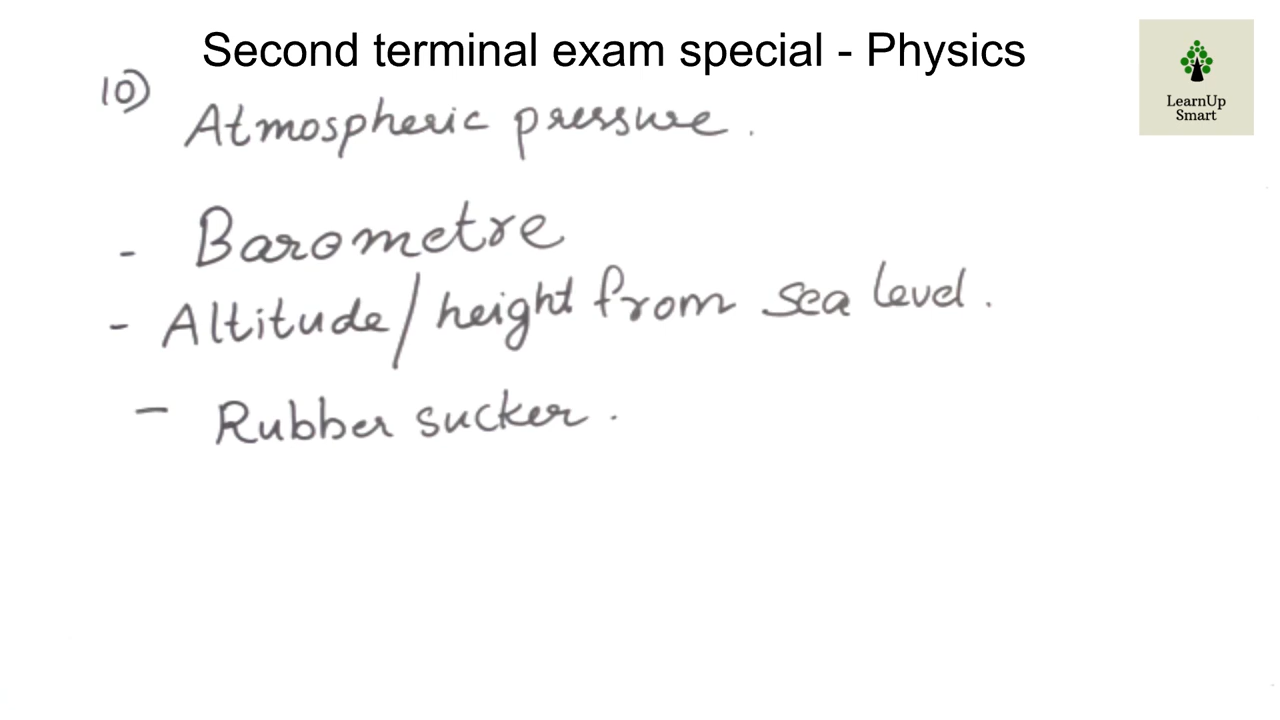 Second terminal exam special - Physics
LearnUp
Smart
10)
Atmospheric pressure.
- Barometre
- Altitude/height from sea level.
- Rubber sucker.